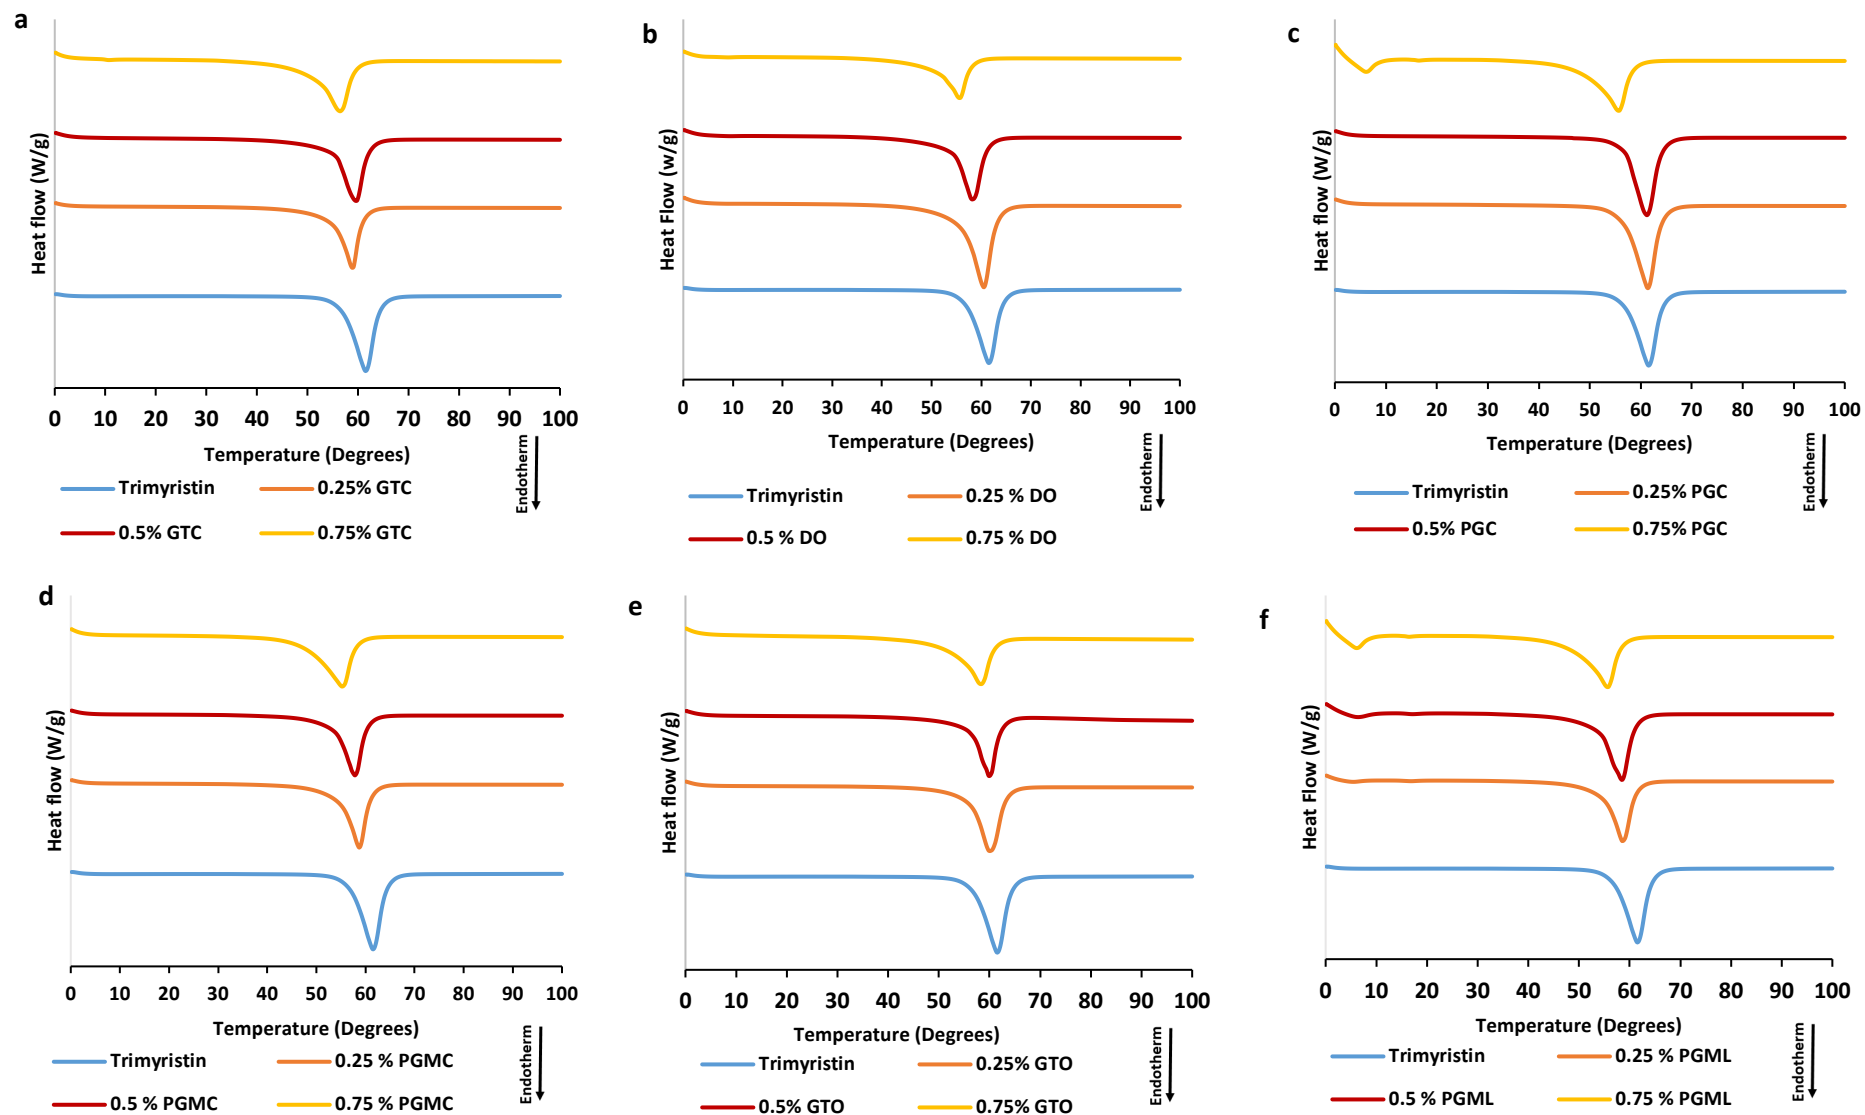 a
Heat flow (W/g)
0 10 20 30 40 50 60 70 80 90 100
Temperature (Degrees)
Endotherm
Trimyristin 0.25% GTC
0.5% GTC 0.75% GTC
b
Heat Flow (w/g)
0 10 20 30 40 50 60 70 80 90 100
Temperature (Degrees)
Endotherm
Trimyristin 0.25 % DO
0.5 % DO 0.75 % DO
c
Heat flow (W/g)
0 10 20 30 40 50 60 70 80 90 100
Temperature (Degrees)
Endotherm
Trimyristin 0.25% PGC
0.5% PGC 0.75% PGC
d
Heat flow (W/g)
0 10 20 30 40 50 60 70 80 90 100
Temperature (Degrees)
Endotherm
Trimyristin 0.25 % PGMC
0.5 % PGMC 0.75 % PGMC
e
Heat flow (W/g)
0 10 20 30 40 50 60 70 80 90 100
Temperature (Degrees)
Endotherm
Trimyristin 0.25% GTO
0.5% GTO 0.75% GTO
f
Heat Flow (W/g)
0 10 20 30 40 50 60 70 80 90 100
Temperature (Degrees)
Endotherm
Trimyristin 0.25 % PGML
0.5 % PGML 0.75 % PGML